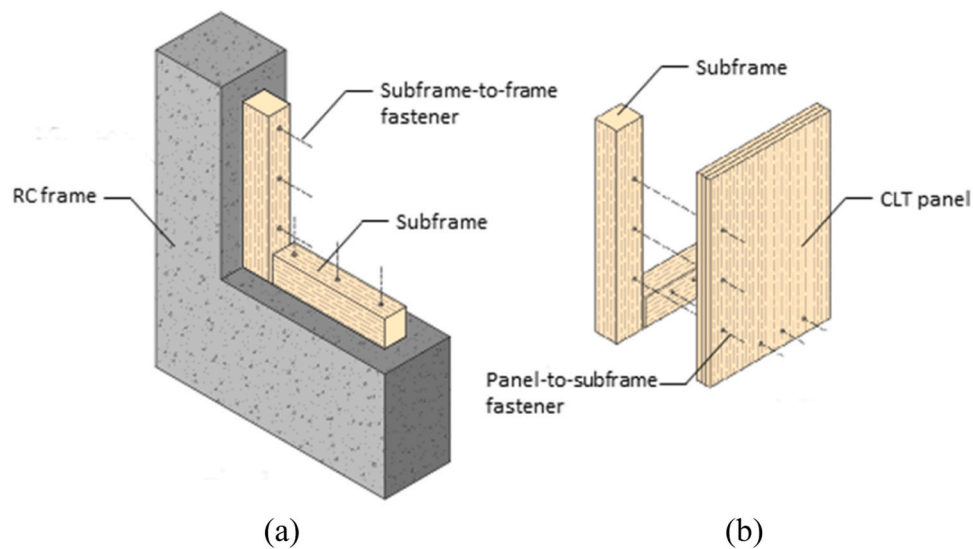 Subframe-to-frame
fastener
RC frame
Subframe
(a)
Subframe
CLT panel
Panel-to-subframe
fastener
(b)